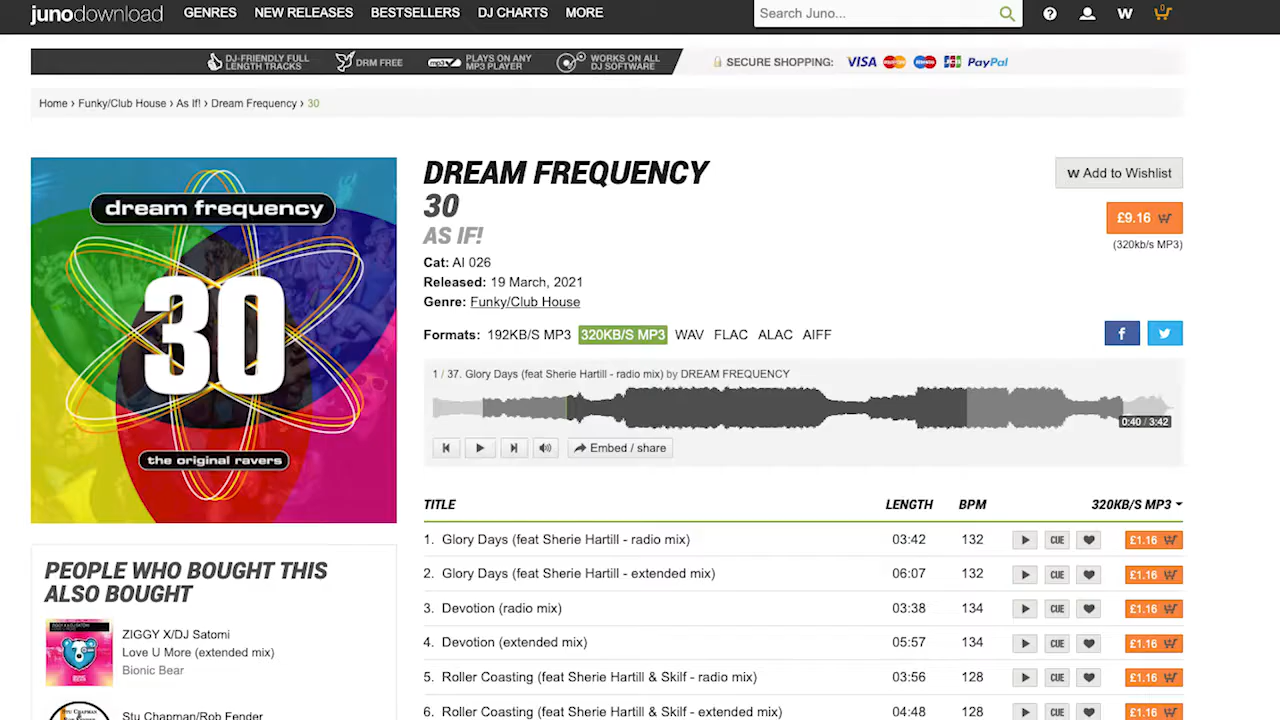 junodownload GENRES NEW RELEASES BESTSELLERS DJ CHARTS MORE Search Juno... ? W 0
DJ-FRIENDLY FULL LENGTH TRACKS DRM FREE mp3 PLAYS ON ANY MP3 PLAYER WORKS ON ALL DJ SOFTWARE SECURE SHOPPING: VISA JCB PayPal
Home › Funky/Club House › As If! › Dream Frequency › 30
dream frequency
30
the original ravers
DREAM FREQUENCY
30
AS IF!
W Add to Wishlist
£9.16
(320kb/s MP3)
Cat: AI 026
Released: 19 March, 2021
Genre: Funky/Club House
Formats: 192KB/S MP3 320KB/S MP3 WAV FLAC ALAC AIFF
f
1 / 37. Glory Days (feat Sherie Hartill - radio mix) by DREAM FREQUENCY
0:40 / 3:42
Embed / share
TITLE LENGTH BPM 320KB/S MP3
1. Glory Days (feat Sherie Hartill - radio mix) 03:42 132 CUE £1.16
2. Glory Days (feat Sherie Hartill - extended mix) 06:07 132 CUE £1.16
3. Devotion (radio mix) 03:38 134 CUE £1.16
4. Devotion (extended mix) 05:57 134 CUE £1.16
5. Roller Coasting (feat Sherie Hartill & Skilf - radio mix) 03:56 128 CUE £1.16
6. Roller Coasting (feat Sherie Hartill & Skilf - extended mix) 04:48 128 CUE £1.16
PEOPLE WHO BOUGHT THIS
ALSO BOUGHT
ZIGGY X/DJ Satomi
Love U More (extended mix)
Bionic Bear
Stu Chapman/Rob Fender